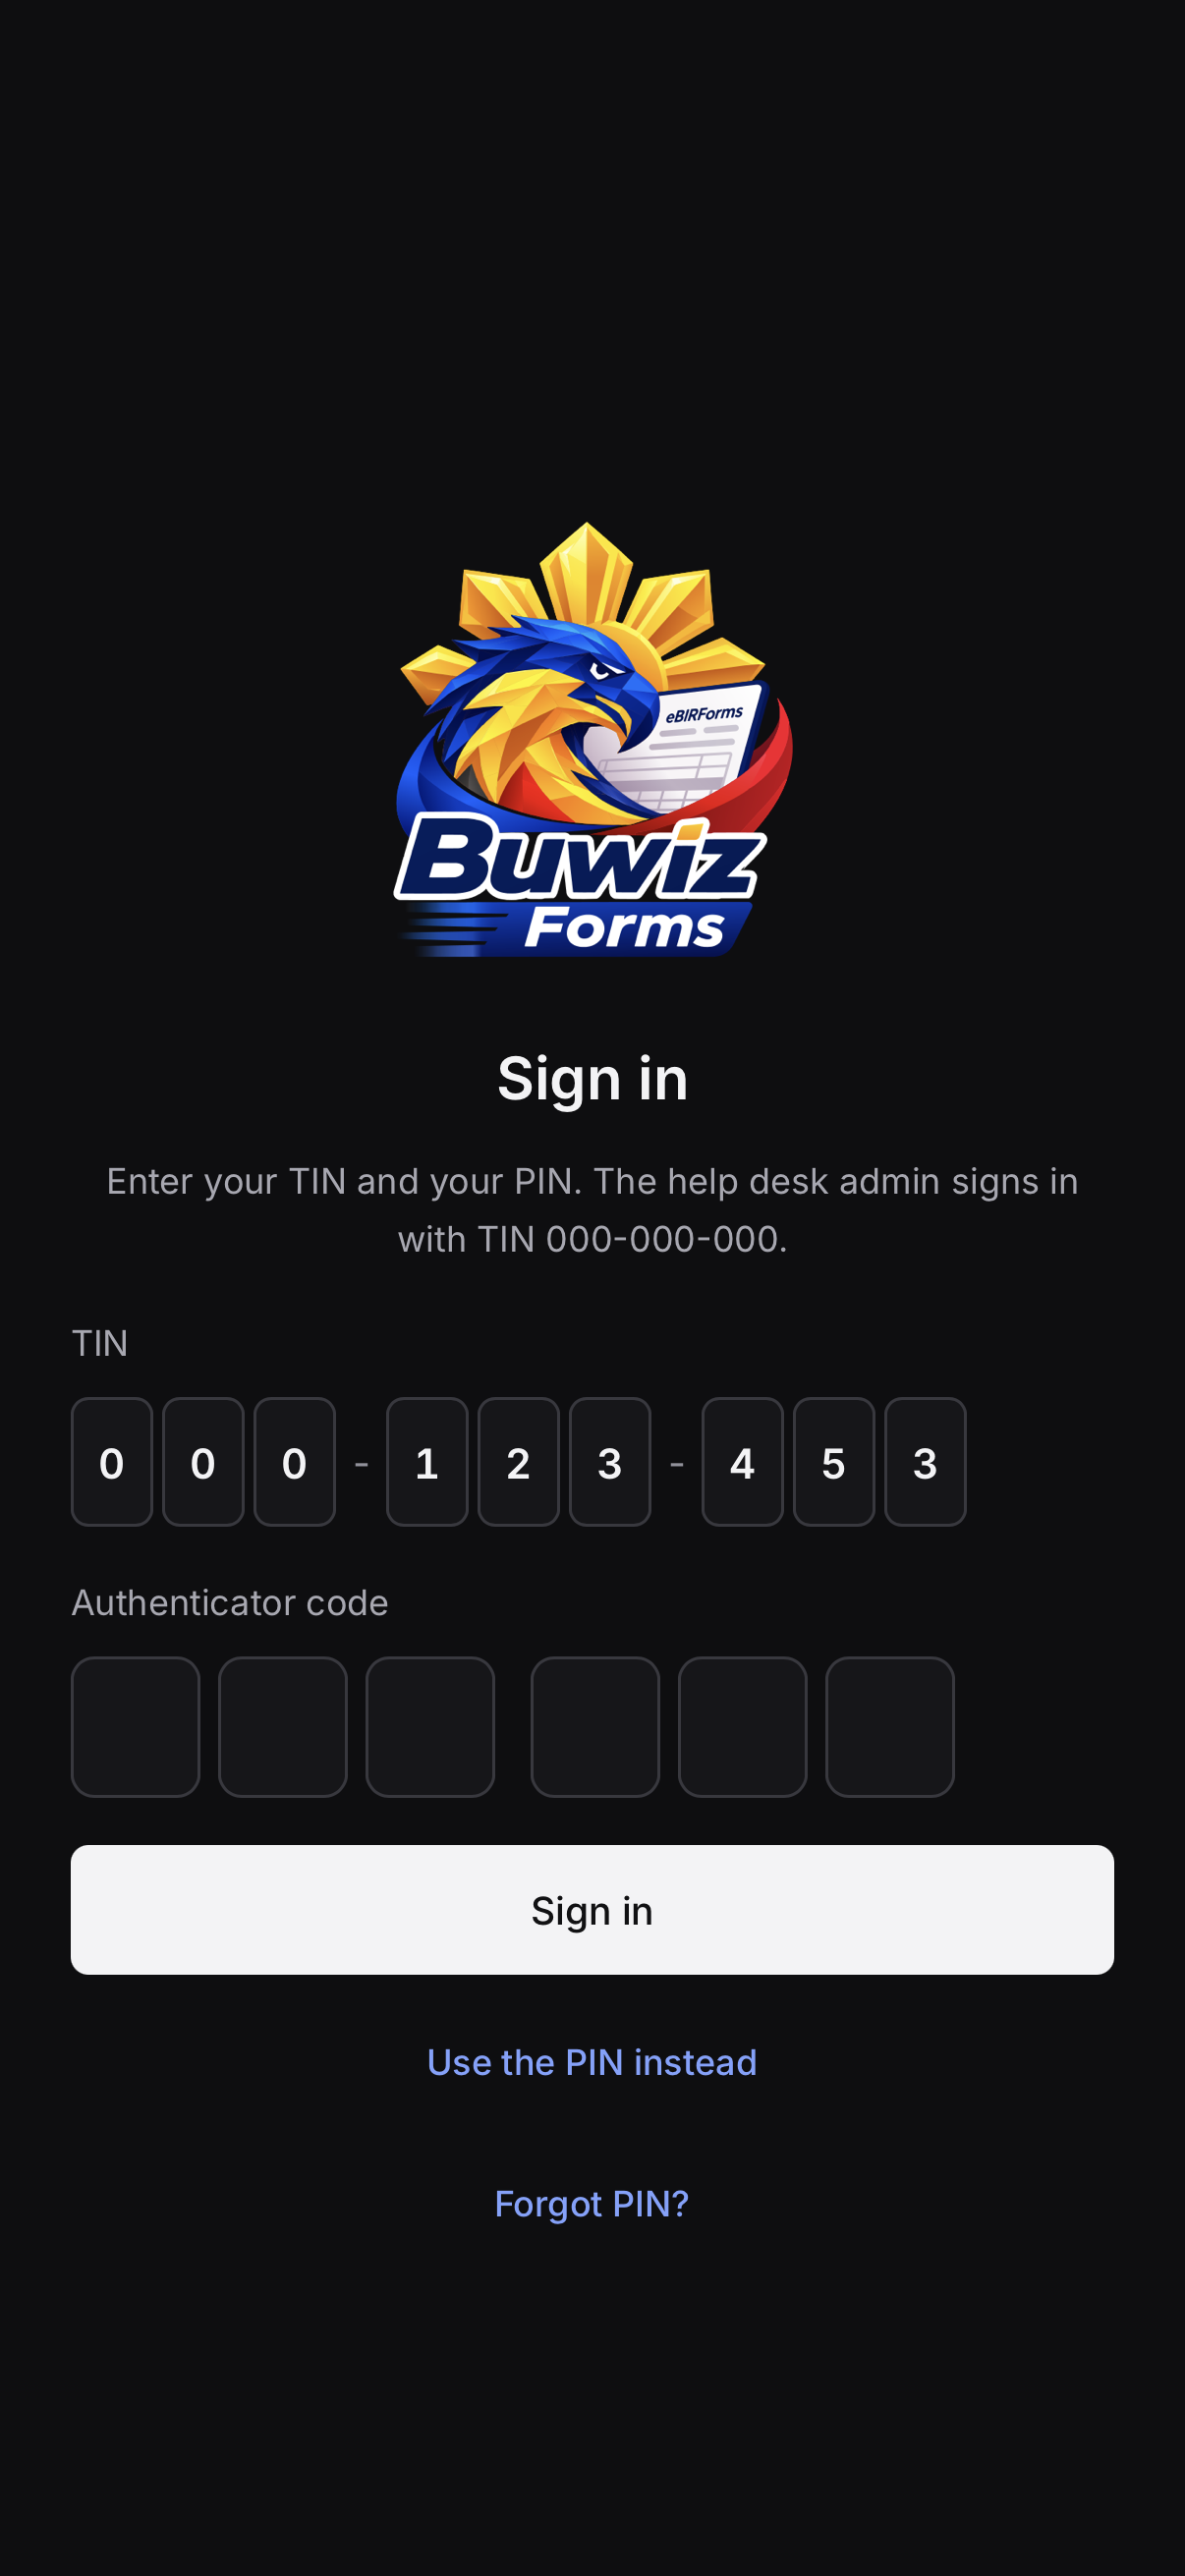 eBIRForms
Buwiz
Forms
Sign in
Enter your TIN and your PIN. The help desk admin signs in
with TIN 000-000-000.
TIN
0 0 0 - 1 2 3 - 4 5 3
Authenticator code
Sign in
Use the PIN instead
Forgot PIN?